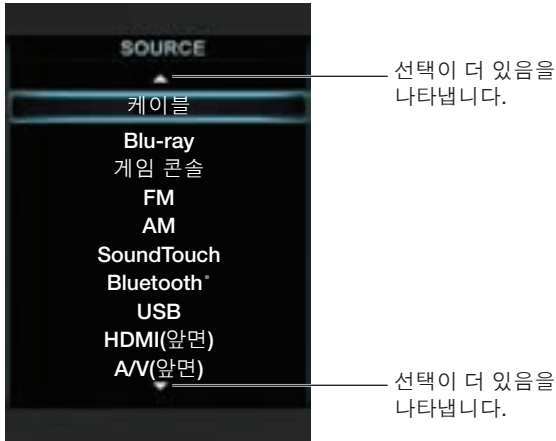 SOURCE
선택이 더 있음을
나타냅니다.
케이블
Blu-ray
게임 콘솔
FM
AM
SoundTouch
Bluetooth®
USB
HDMI(앞면)
A/V(앞면)
선택이 더 있음을
나타냅니다.